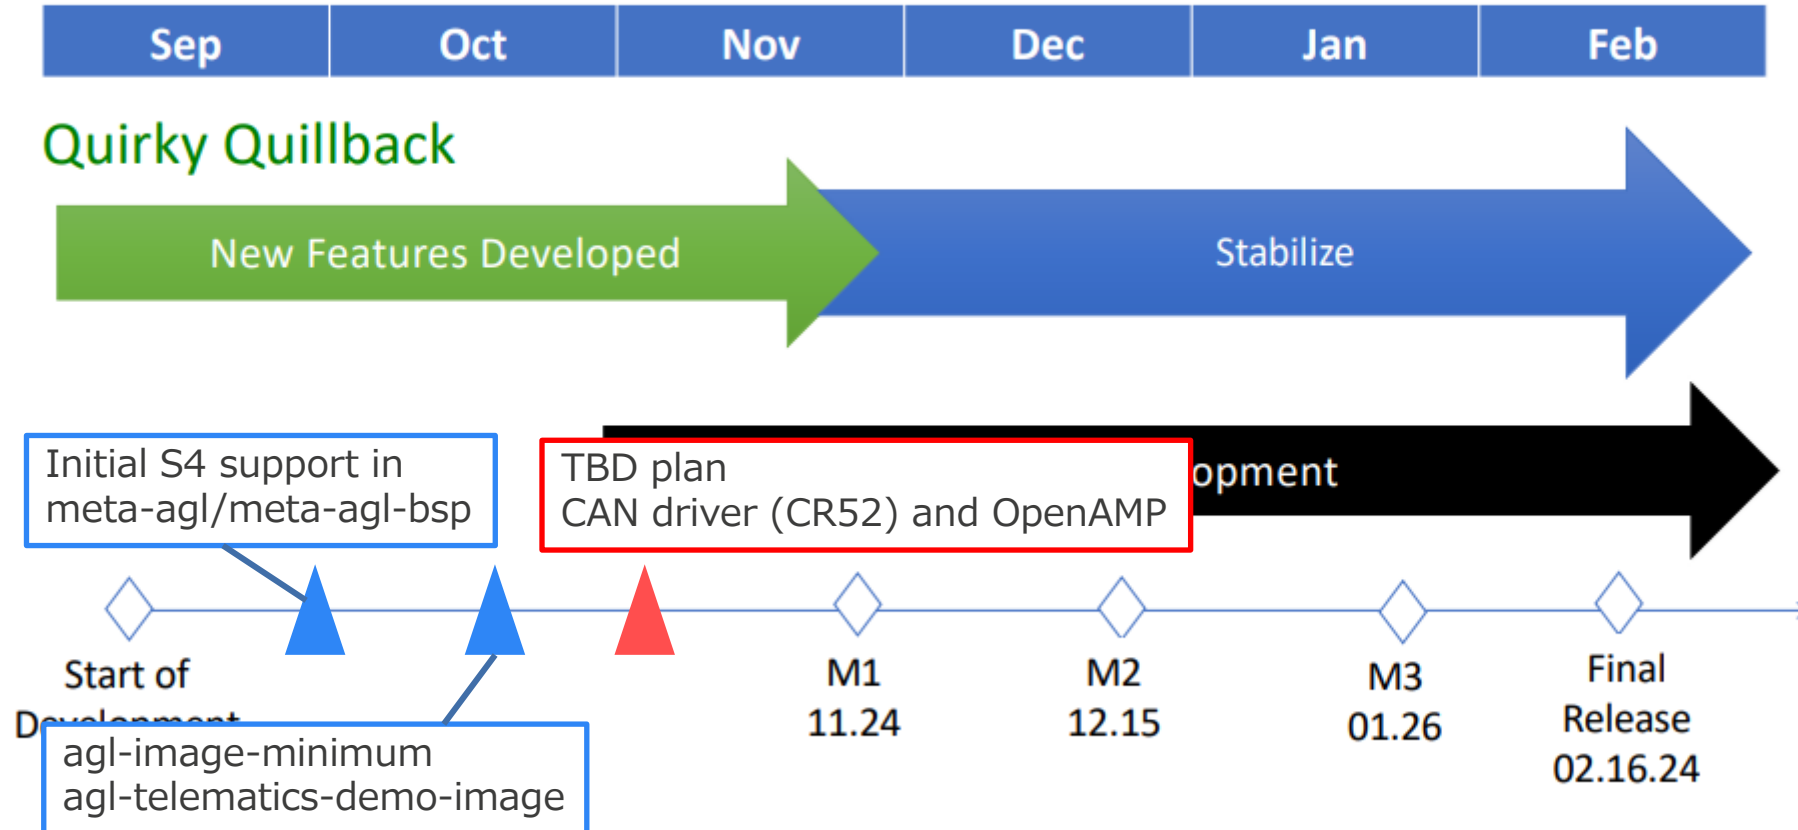 Sep Oct Nov Dec Jan Feb
Quirky Quillback
New Features Developed
Stabilize
Initial S4 support in
meta-agl/meta-agl-bsp
TBD plan
CAN driver (CR52) and OpenAMP
opment
Start of
Development
M1
11.24
M2
12.15
M3
01.26
Final
Release
02.16.24
agl-image-minimum
agl-telematics-demo-image